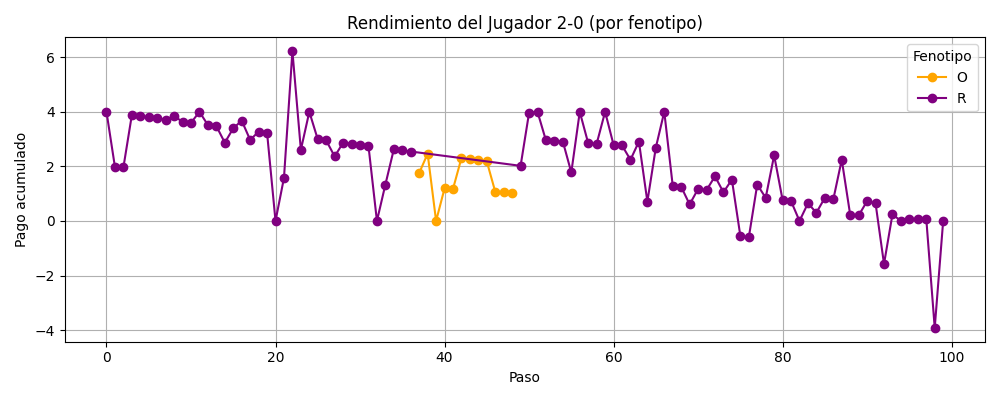 Rendimiento del Jugador 2-0 (por fenotipo)
Pago acumulado
6
4
2
0
−2
−4
Fenotipo
O
R
0 20 40 60 80 100
Paso